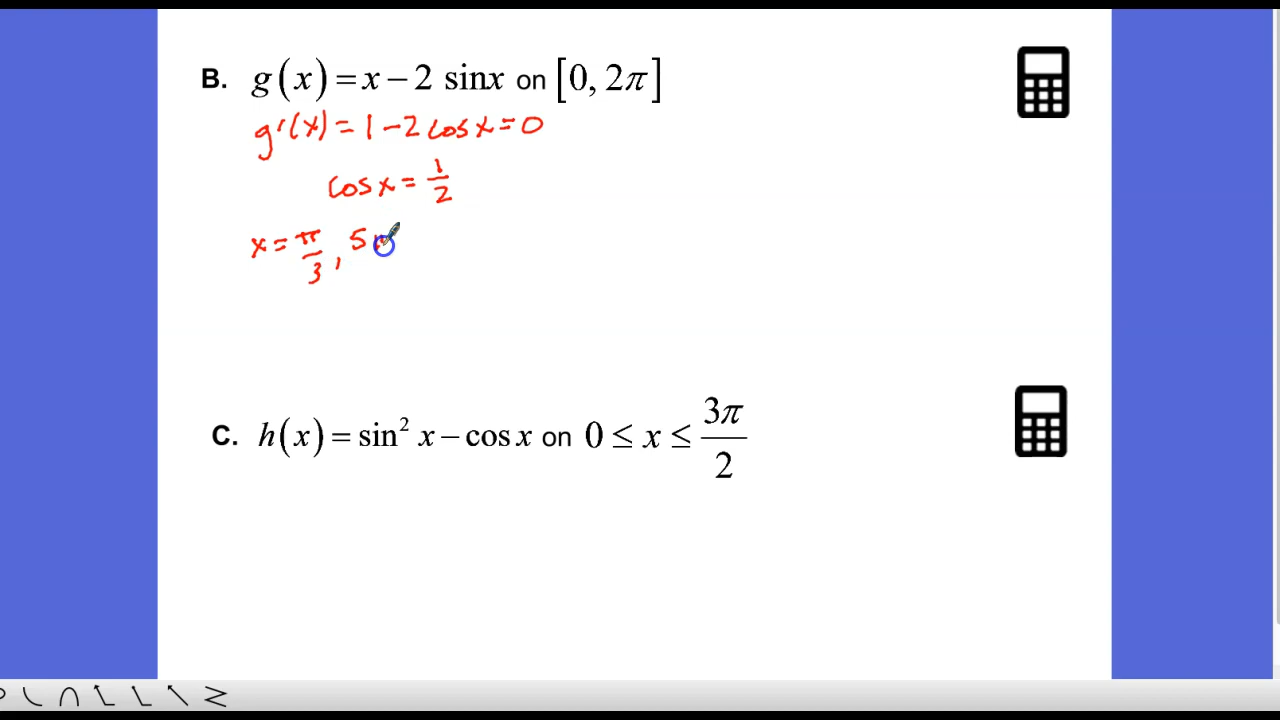 B. g(x) = x − 2 sinx on [0, 2π]
g'(x) = 1 − 2 cos x = 0
cos x = 1/2
x = π/3, 5
C. h(x) = sin² x − cos x on 0 ≤ x ≤ 3π/2